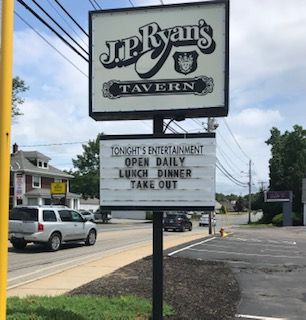 J.P. Ryan's
TAVERN
TONIGHT'S ENTERTAINMENT
OPEN DAILY
LUNCH DINNER
TAKE OUT